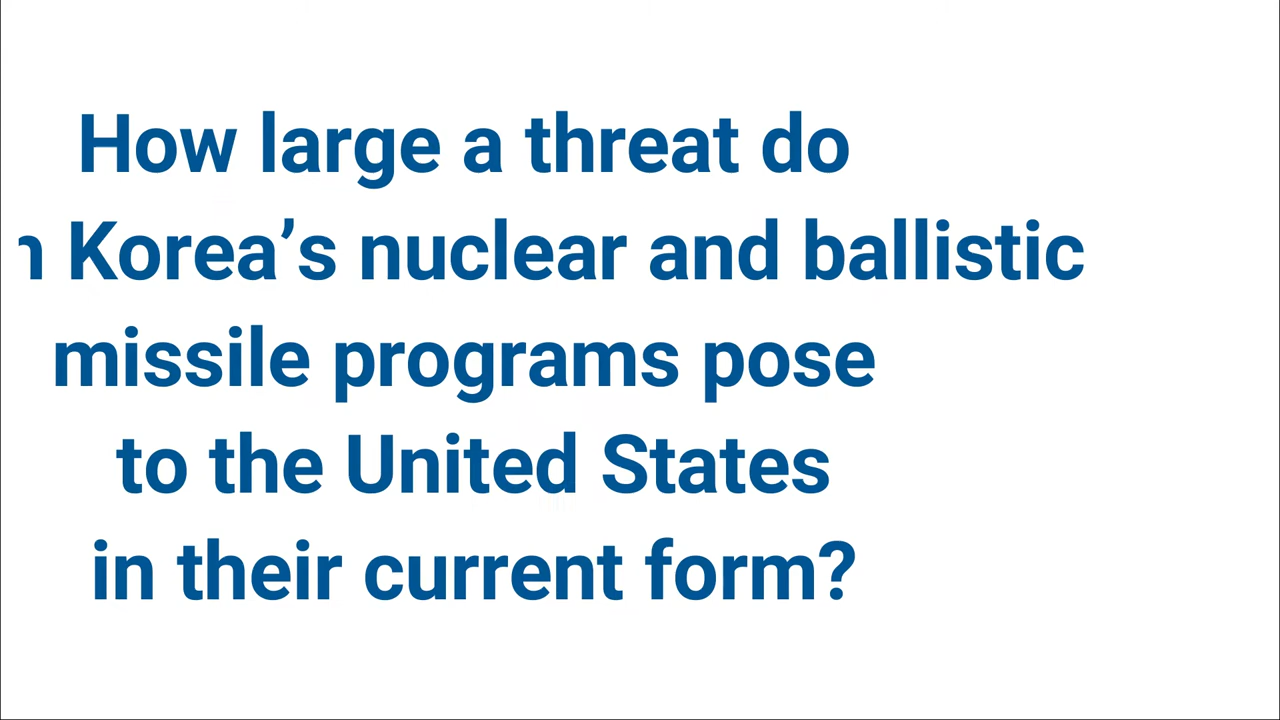 How large a threat do
n Korea’s nuclear and ballistic
missile programs pose
to the United States
in their current form?